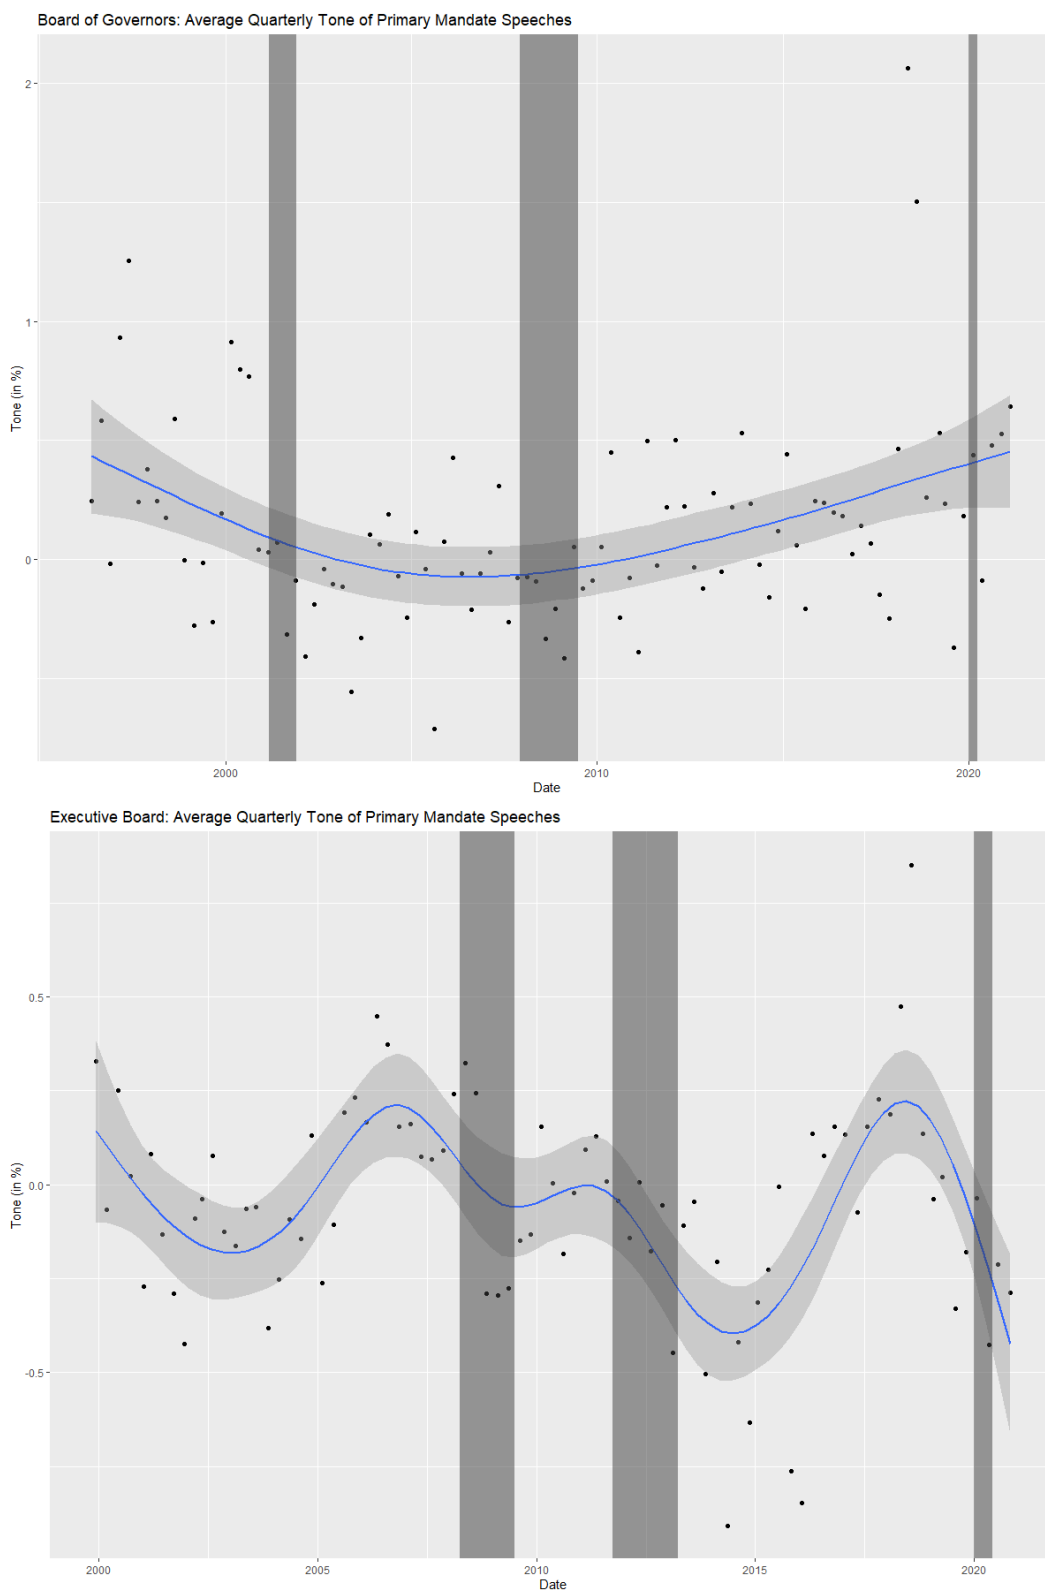 Board of Governors: Average Quarterly Tone of Primary Mandate Speeches
Tone (in %)
2
1
0
2000 2010 2020
Date
Executive Board: Average Quarterly Tone of Primary Mandate Speeches
Tone (in %)
0.5
0.0
-0.5
2000 2005 2010 2015 2020
Date